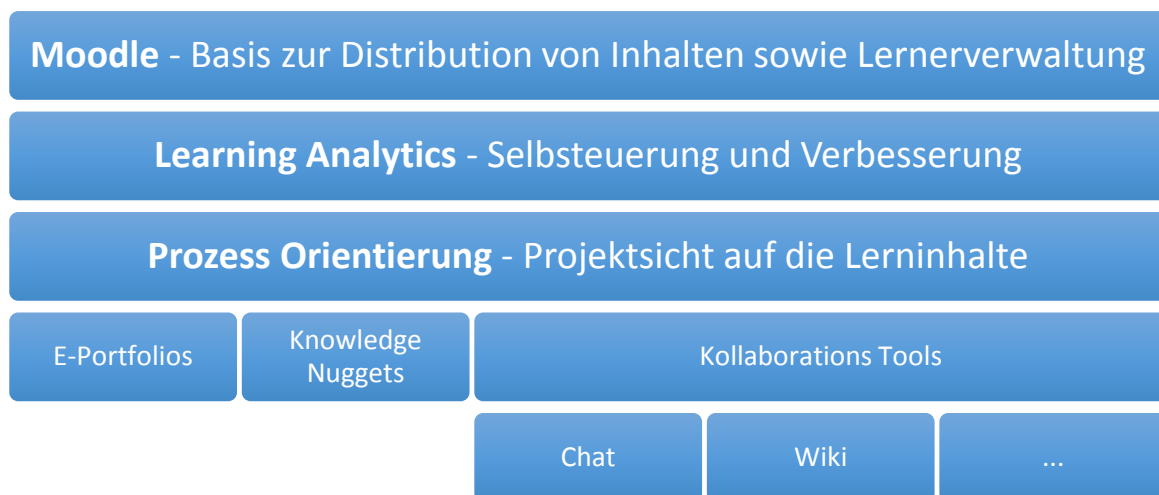 Moodle - Basis zur Distribution von Inhalten sowie Lernerverwaltung
Learning Analytics - Selbsteuerung und Verbesserung
Prozess Orientierung - Projektsicht auf die Lerninhalte
E-Portfolios
Knowledge
Nuggets
Kollaborations Tools
Chat
Wiki
...